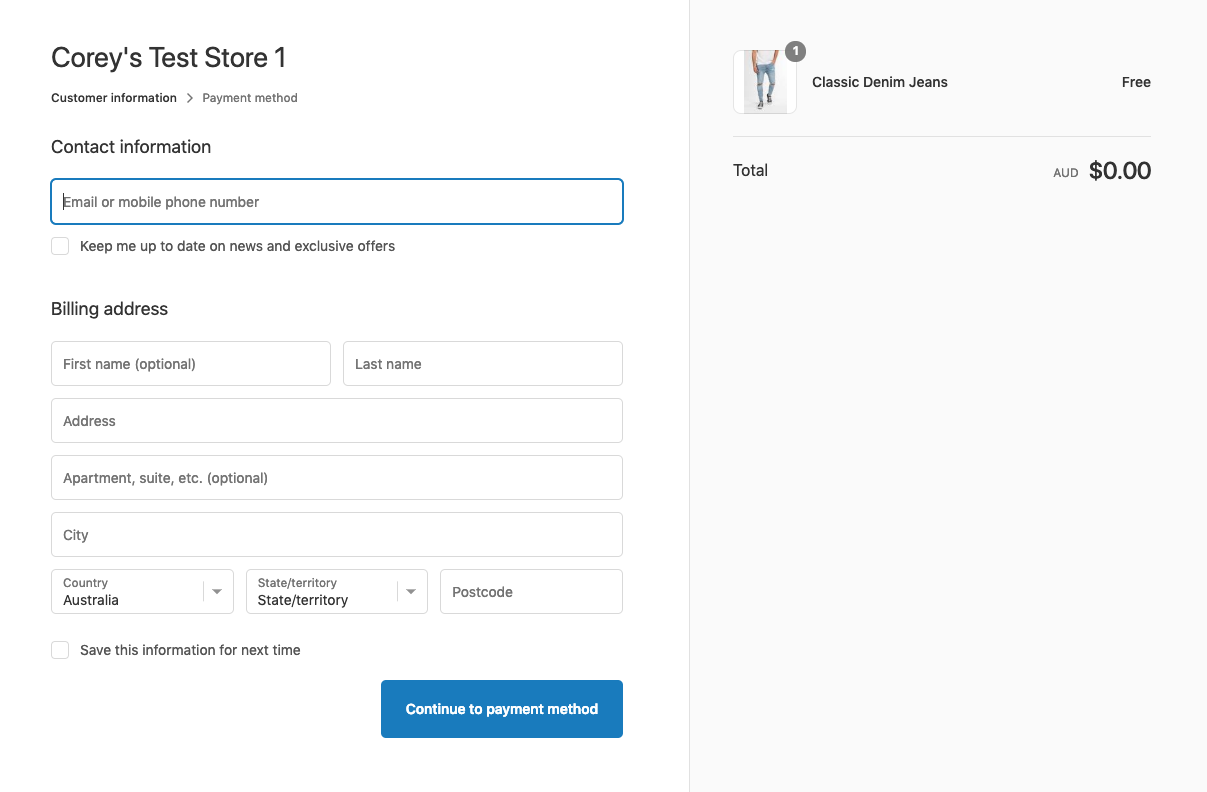 Corey's Test Store 1
Customer information > Payment method
Contact information
Email or mobile phone number
Keep me up to date on news and exclusive offers
Billing address
First name (optional)
Last name
Address
Apartment, suite, etc. (optional)
City
Country
Australia
State/territory
State/territory
Postcode
Save this information for next time
Continue to payment method
1
Classic Denim Jeans
Free
Total
AUD $0.00